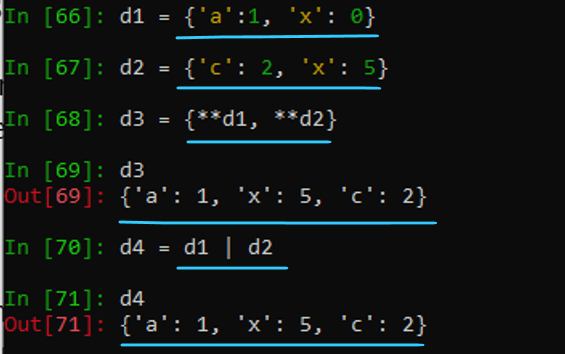 In [66]: d1 = {'a':1, 'x': 0}
In [67]: d2 = {'c': 2, 'x': 5}
In [68]: d3 = {**d1, **d2}
In [69]: d3
Out[69]: {'a': 1, 'x': 5, 'c': 2}
In [70]: d4 = d1 | d2
In [71]: d4
Out[71]: {'a': 1, 'x': 5, 'c': 2}